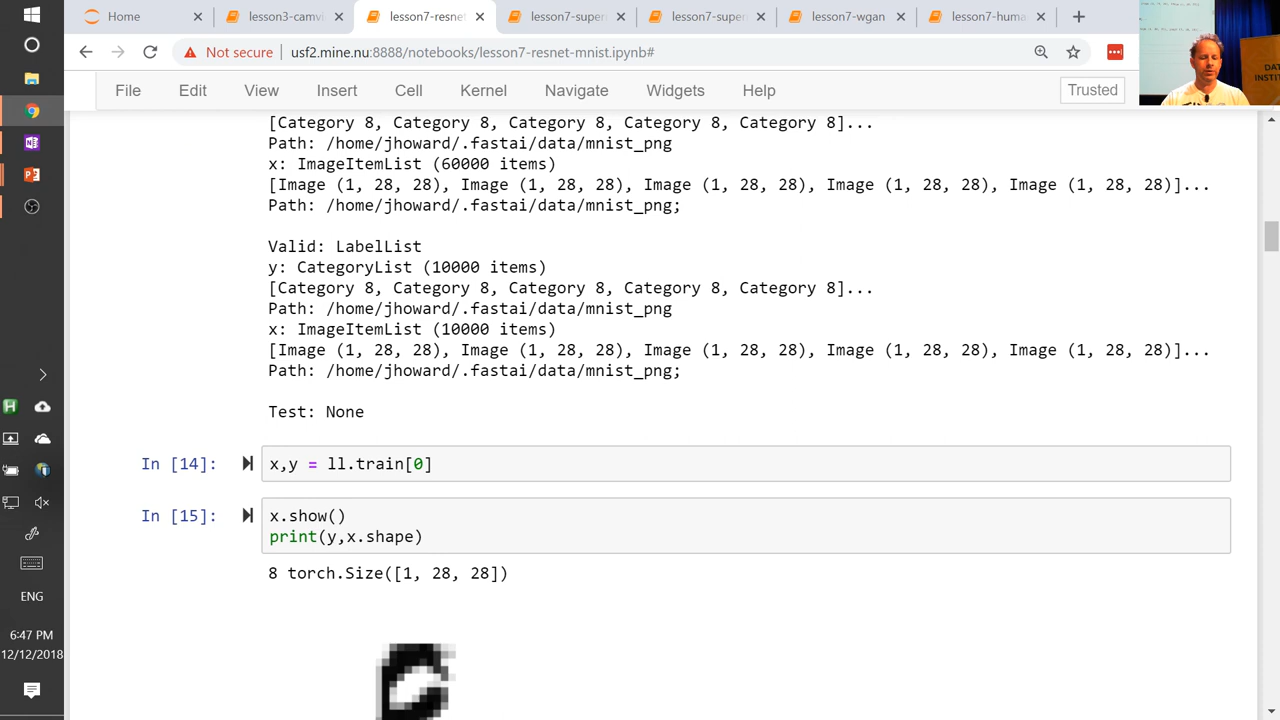 Home
lesson3-camvi
lesson7-resne
lesson7-super
lesson7-supe
lesson7-wgan
lesson7-huma
Not secure
usf2.mine.nu:8888/notebooks/lesson7-resnet-mnist.ipynb#
File Edit View Insert Cell Kernel Navigate Widgets Help
Trusted
DAT
INSTIT
[Category 8, Category 8, Category 8, Category 8, Category 8]...
Path: /home/jhoward/.fastai/data/mnist_png
x: ImageItemList (60000 items)
[Image (1, 28, 28), Image (1, 28, 28), Image (1, 28, 28), Image (1, 28, 28), Image (1, 28, 28)]...
Path: /home/jhoward/.fastai/data/mnist_png;
Valid: LabelList
y: CategoryList (10000 items)
[Category 8, Category 8, Category 8, Category 8, Category 8]...
Path: /home/jhoward/.fastai/data/mnist_png
x: ImageItemList (10000 items)
[Image (1, 28, 28), Image (1, 28, 28), Image (1, 28, 28), Image (1, 28, 28), Image (1, 28, 28)]...
Path: /home/jhoward/.fastai/data/mnist_png;
Test: None
In [14]: x,y = ll.train[0]
In [15]: x.show()
print(y,x.shape)
8 torch.Size([1, 28, 28])
ENG
6:47 PM
12/12/2018